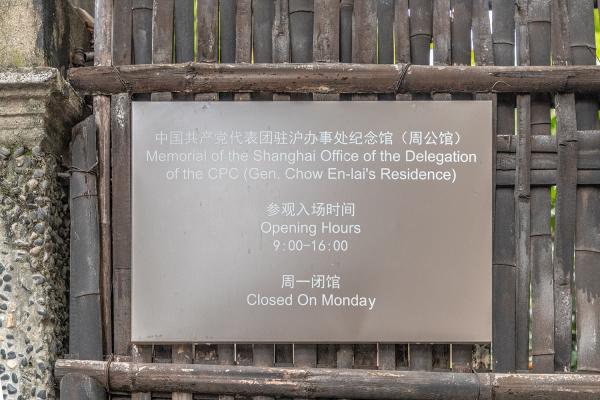 中国共产党代表团驻沪办事处纪念馆（周公馆）
Memorial of the Shanghai Office of the Delegation
of the CPC (Gen. Chow En-lai's Residence)
参观入场时间
Opening Hours
9:00-16:00
周一闭馆
Closed On Monday